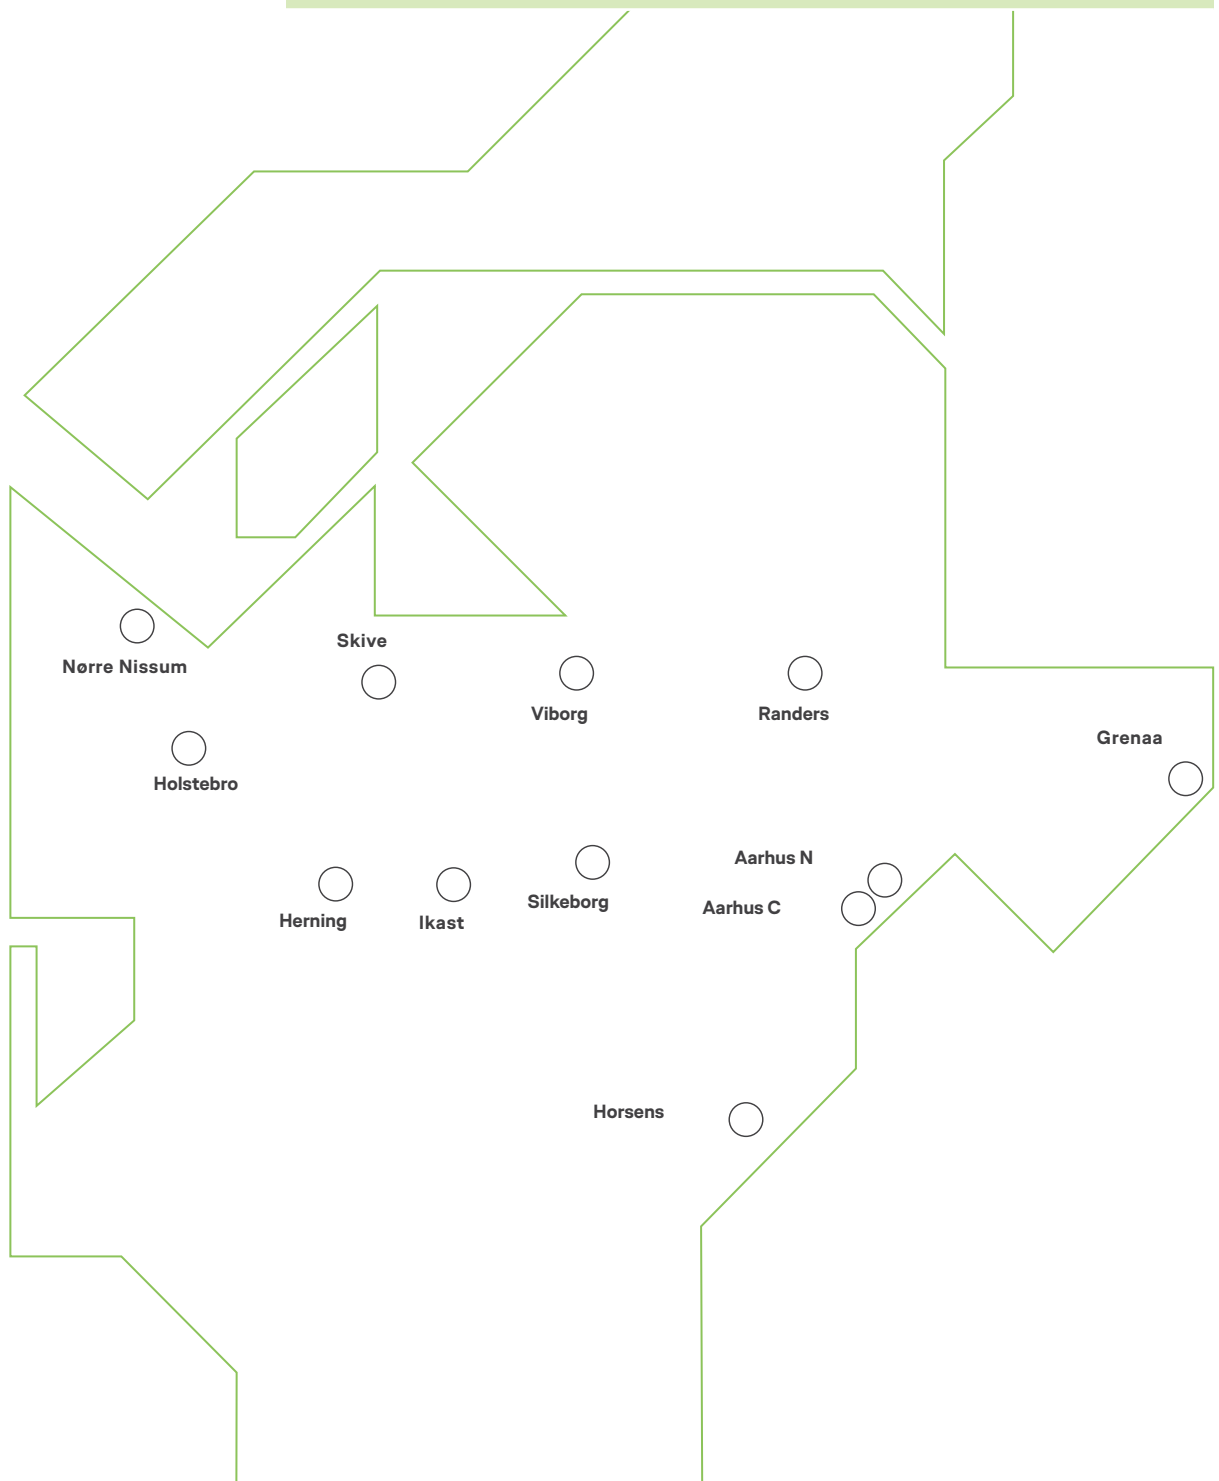 Skive
Nørre Nissum
Viborg
Randers
Grenaa
Holstebro
Aarhus N
Silkeborg
Aarhus C
Herning
Ikast
Horsens